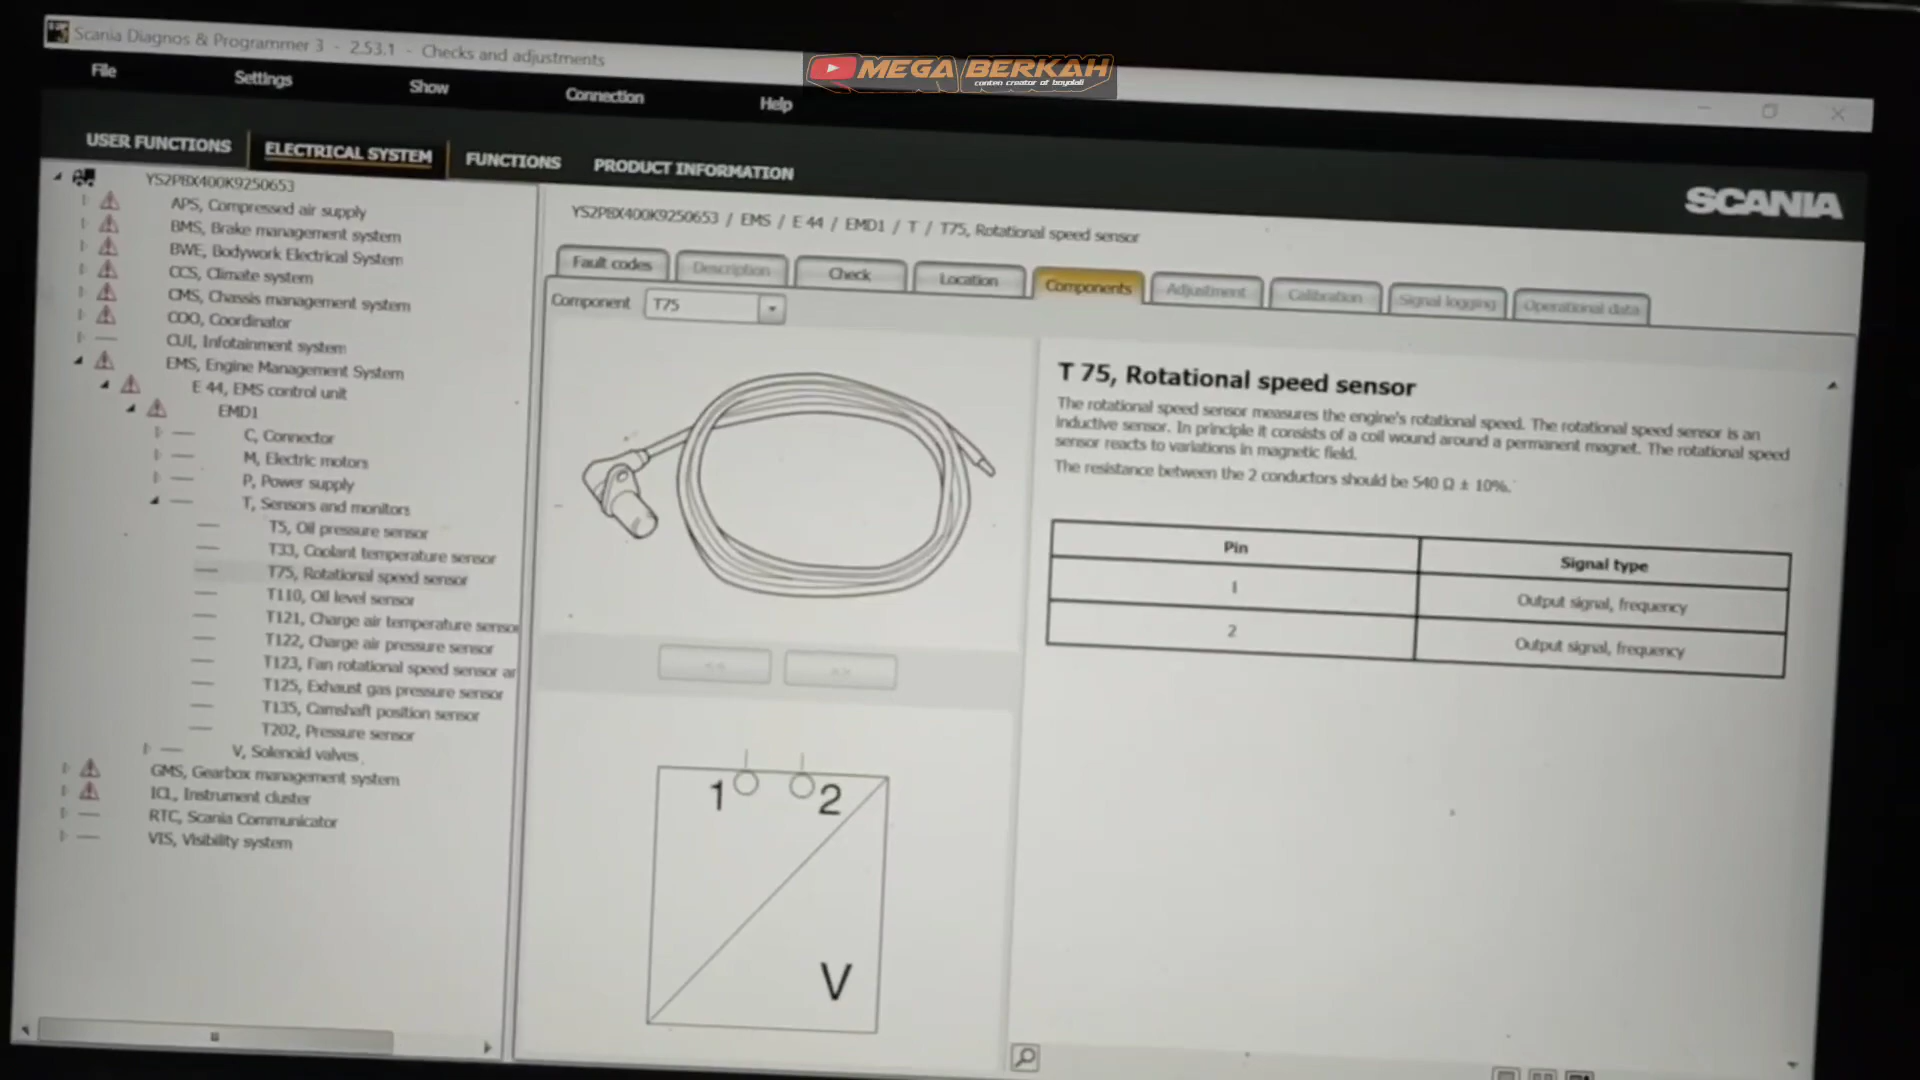 Scania Diagnos & Programmer 3 - 2.53.1 - Checks and adjustments
MEGA BERKAH
conten creator of boyolali
File Settings Show Connection Help
USER FUNCTIONS ELECTRICAL SYSTEM FUNCTIONS PRODUCT INFORMATION
SCANIA
YS2P8X400K9250653
APS, Compressed air supply
BMS, Brake management system
BWE, Bodywork Electrical System
CCS, Climate system
CMS, Chassis management system
COO, Coordinator
CUI, Infotainment system
EMS, Engine Management System
E 44, EMS control unit
EMD1
C, Connector
M, Electric motors
P, Power supply
T, Sensors and monitors
T5, Oil pressure sensor
T33, Coolant temperature sensor
T75, Rotational speed sensor
T110, Oil level sensor
T121, Charge air temperature senso
T122, Charge air pressure sensor
T123, Fan rotational speed sensor ar
T125, Exhaust gas pressure sensor
T135, Camshaft position sensor
T202, Pressure sensor
V, Solenoid valves
GMS, Gearbox management system
ICL, Instrument cluster
RTC, Scania Communicator
VIS, Visibility system
YS2P8X400K9250653 / EMS / E 44 / EMD1 / T / T75, Rotational speed sensor
Fault codes Description Check Location Components Adjustment Calibration Signal logging Operational data
Component T75
<< >>
1 2
V
T 75, Rotational speed sensor
The rotational speed sensor measures the engine's rotational speed. The rotational speed sensor is an
inductive sensor. In principle it consists of a coil wound around a permanent magnet. The rotational speed
sensor reacts to variations in magnetic field.
The resistance between the 2 conductors should be 540 Ω ± 10%.
Pin Signal type
1 Output signal, frequency
2 Output signal, frequency